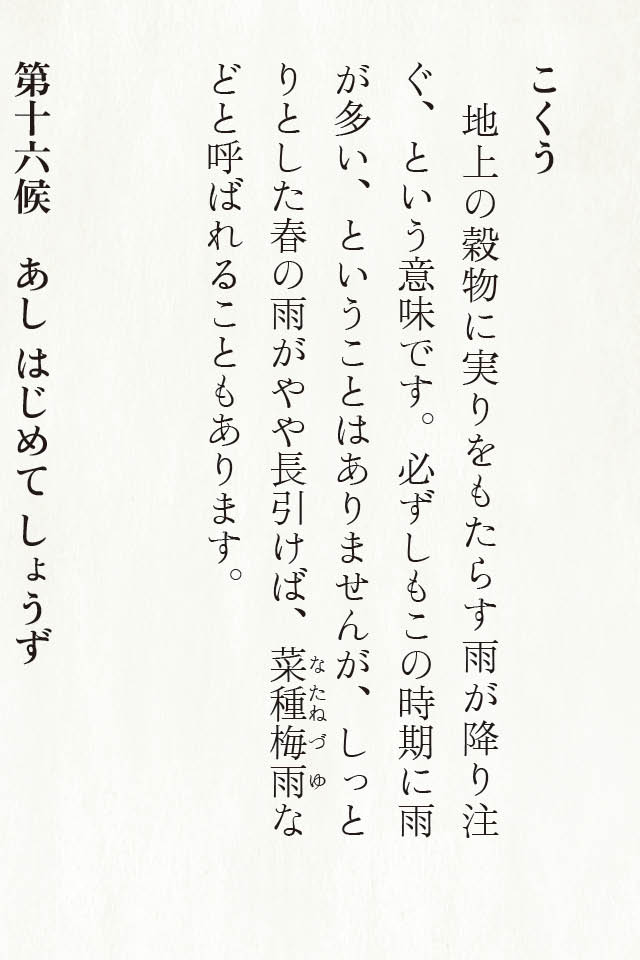 こくう
地上の穀物に実りをもたらす雨が降り注
ぐ、という意味です。必ずしもこの時期に雨
が多い、ということはありませんが、しっと
りとした春の雨がやや長引けば、菜種梅雨な
なたねづゆ
どと呼ばれることもあります。
第十六候　あし はじめて しょうず